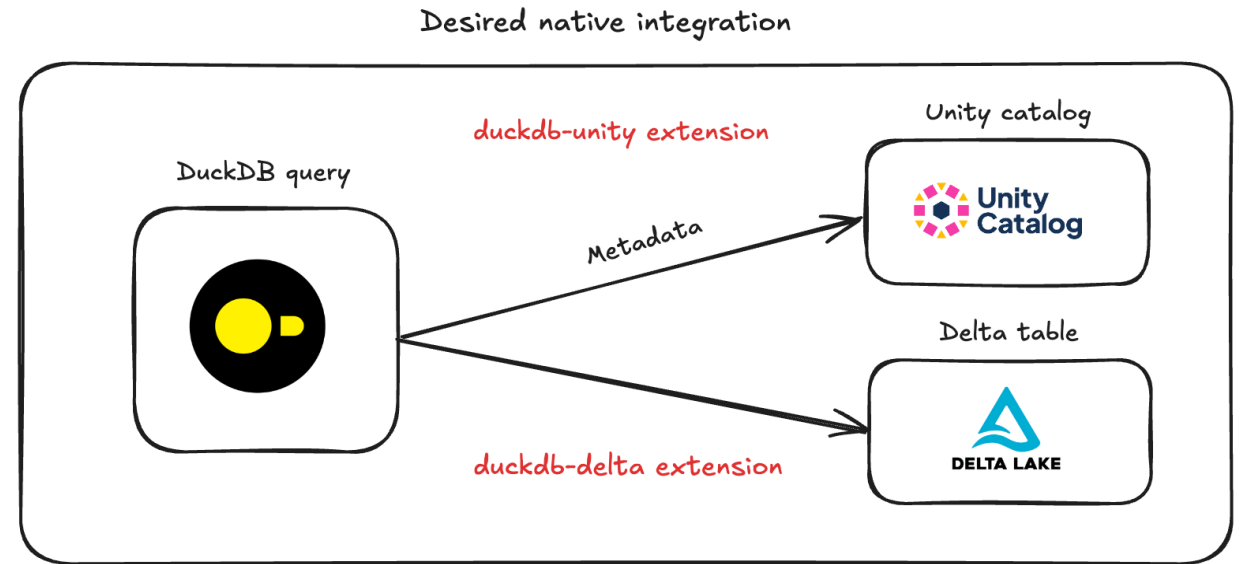 Desired native integration
duckdb-unity extension
Unity catalog
DuckDB query
Unity
Catalog
Metadata
Delta table
DELTA LAKE
duckdb-delta extension